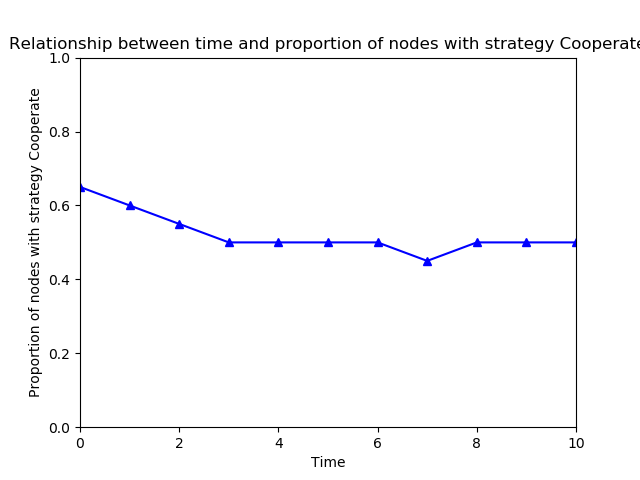 Relationship between time and proportion of nodes with strategy Cooperate
1.0
0.8
0.6
0.4
0.2
0.0
Proportion of nodes with strategy Cooperate
0 2 4 6 8 10
Time